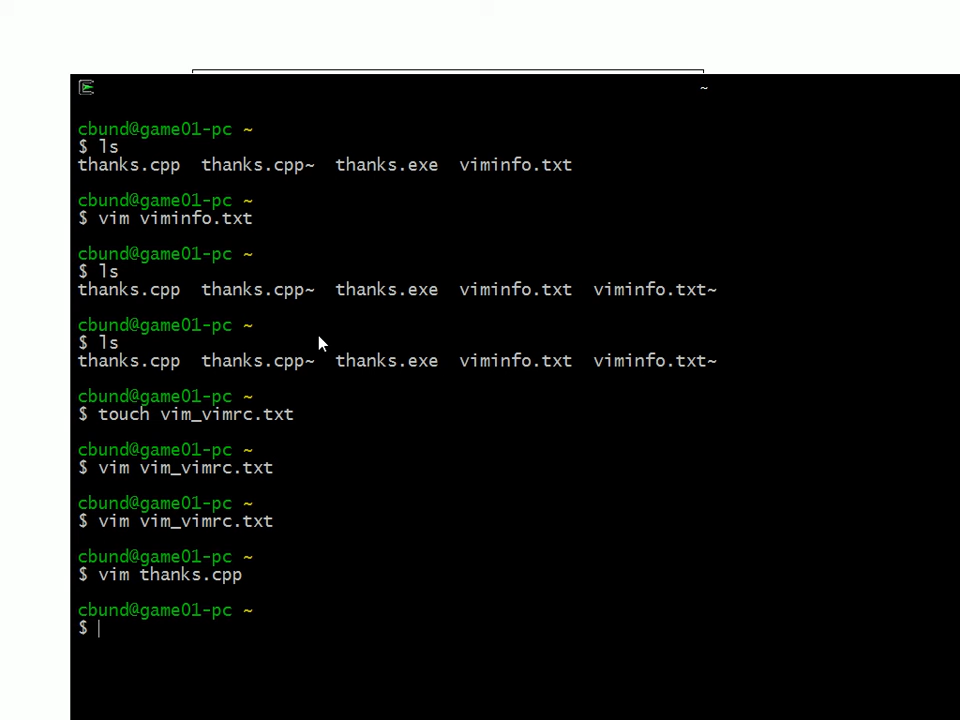 ~
cbund@game01-pc ~
$ ls
thanks.cpp  thanks.cpp~  thanks.exe  viminfo.txt
cbund@game01-pc ~
$ vim viminfo.txt
cbund@game01-pc ~
$ ls
thanks.cpp  thanks.cpp~  thanks.exe  viminfo.txt  viminfo.txt~
cbund@game01-pc ~
$ ls
thanks.cpp  thanks.cpp~  thanks.exe  viminfo.txt  viminfo.txt~
cbund@game01-pc ~
$ touch vim_vimrc.txt
cbund@game01-pc ~
$ vim vim_vimrc.txt
cbund@game01-pc ~
$ vim vim_vimrc.txt
cbund@game01-pc ~
$ vim thanks.cpp
cbund@game01-pc ~
$